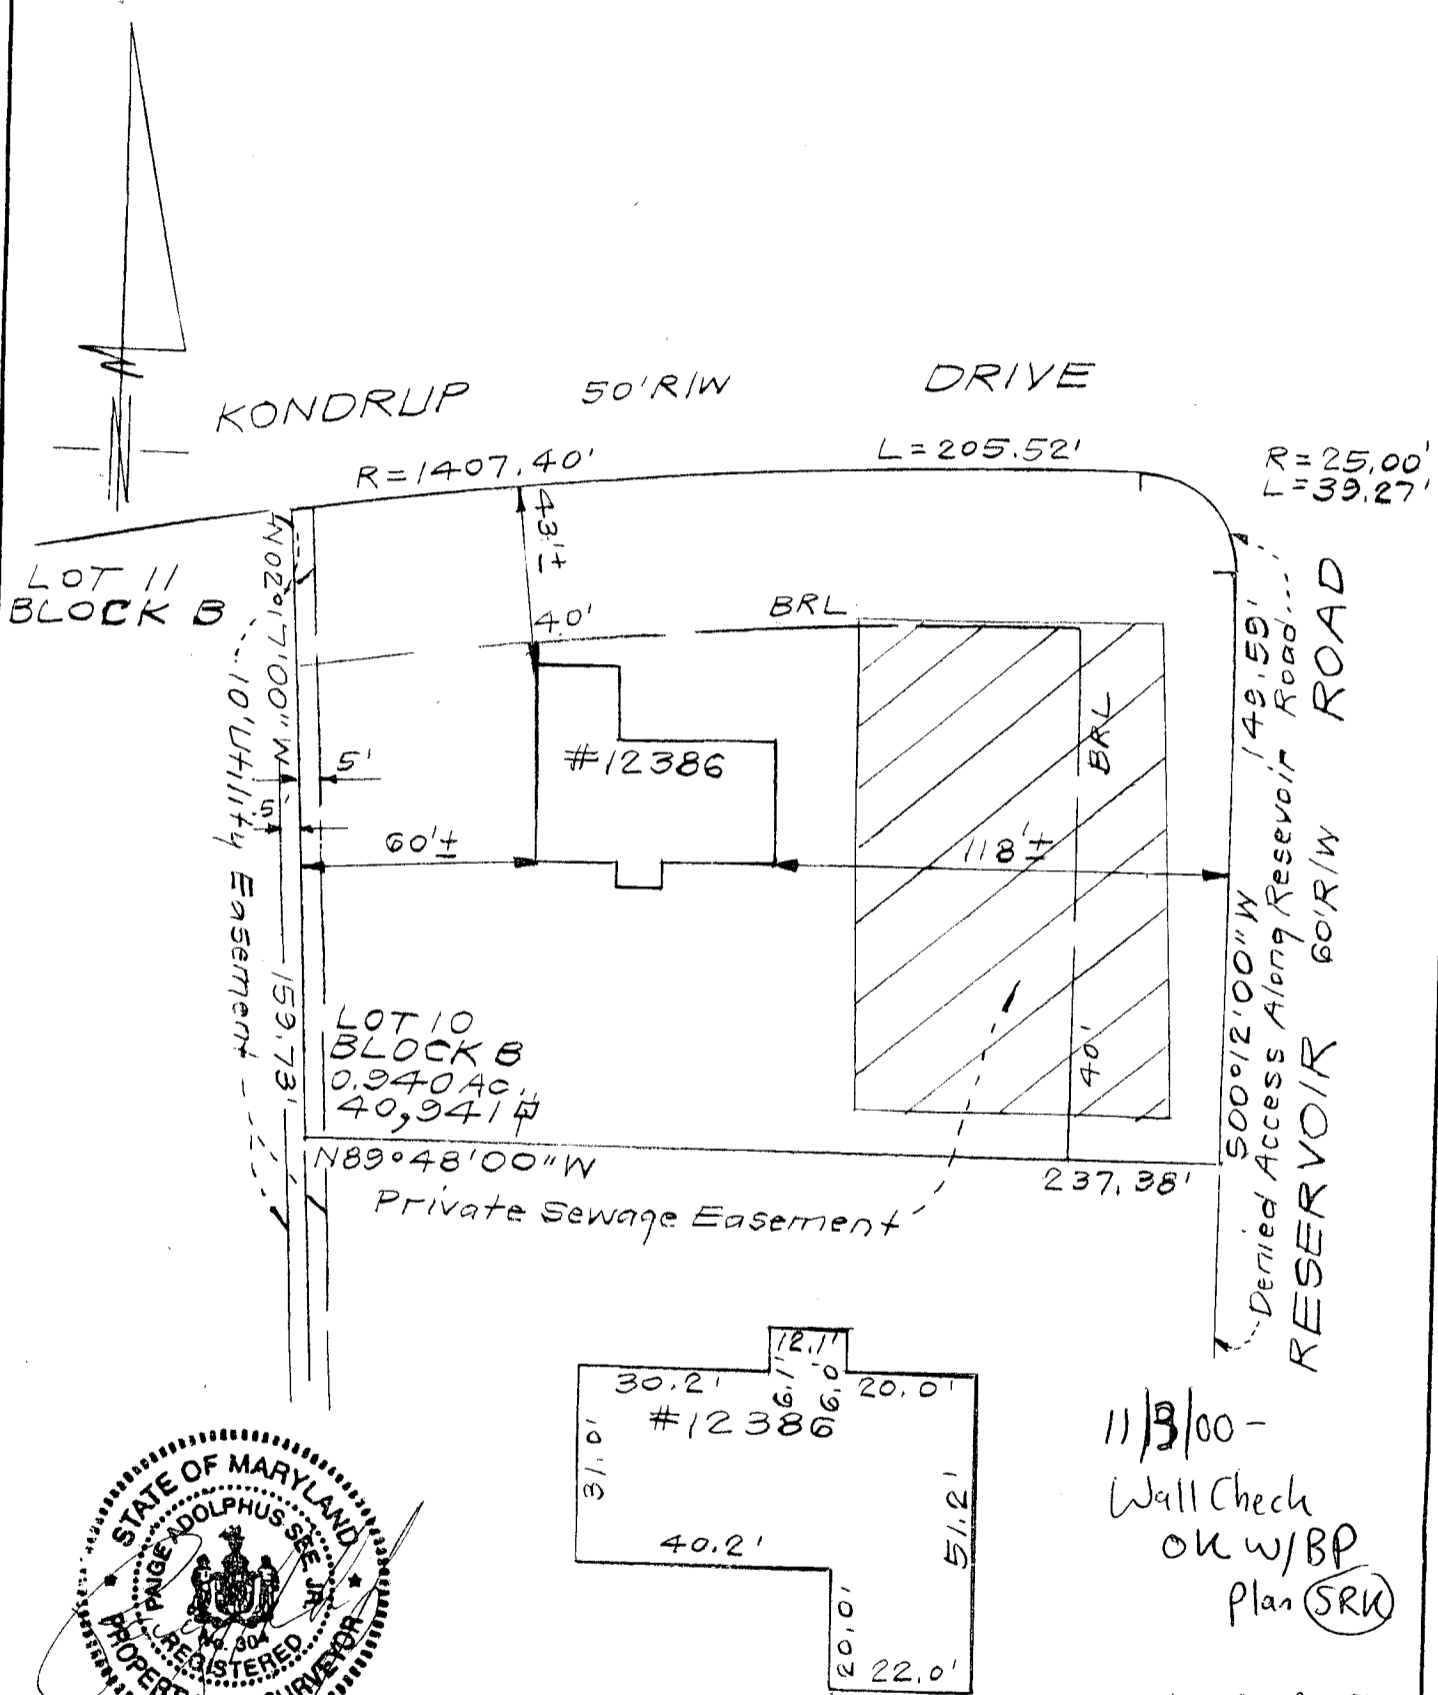 KONDRUP 50'R/W DRIVE
R=1407.40'
L=205.52'
R=25.00'
L=39.27'
LOT 11
BLOCK B
N02°17'00"W 159.73'
10' Utility Easement
43'±
40'
BRL
#12386
BRL
5'
5
60'±
118'±
40'
LOT 10
BLOCK B
0.940 AC.
40,941
N89°48'00"W
237.38'
Private Sewage Easement
S00°12'00"W 149.59'
Denied Access Along Resevoir Road
RESERVOIR 60'R/W ROAD
12.1'
30.2'
6.1'
6.0'
20.0'
#12386
31.0'
40.2'
51.2'
20.0'
22.0'
11/3/00 -
Wall Check
OK W/BP
Plan SRK
STATE OF MARYLAND
PAIGE ADOLPHUS SEE, JR.
No. 304
REGISTERED
SURVEYOR